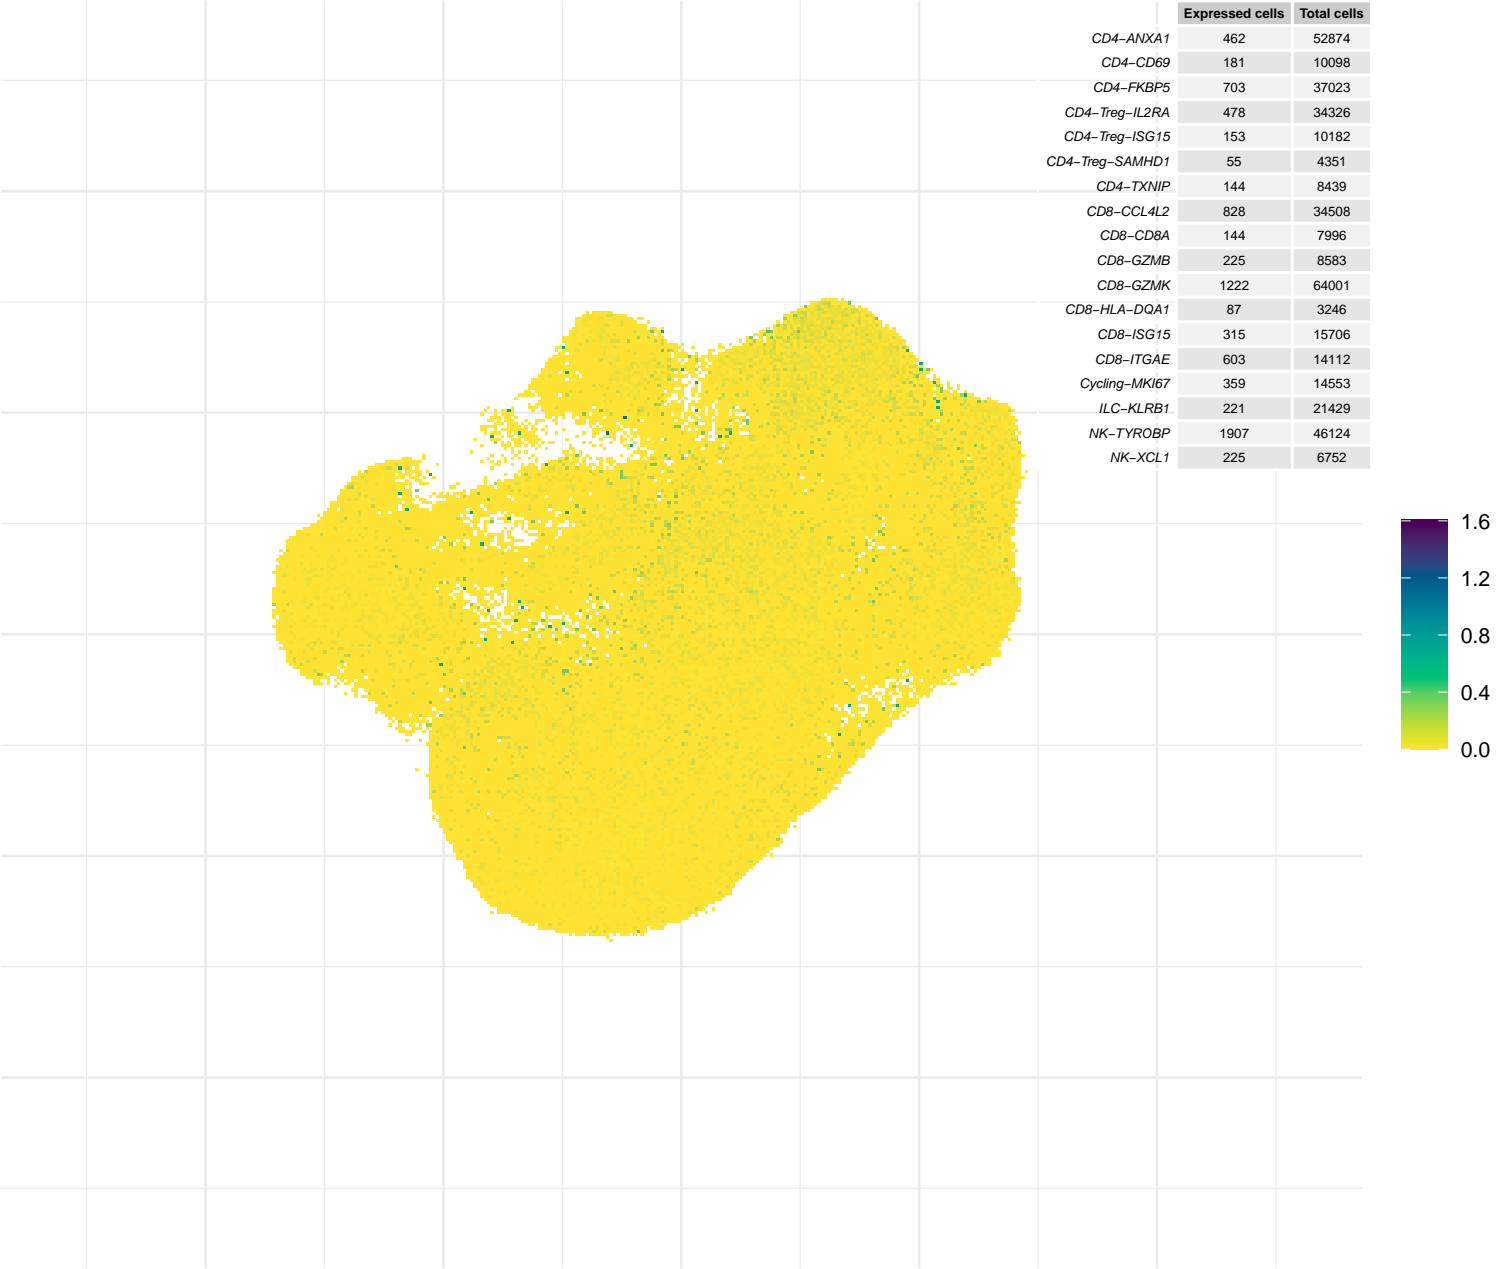 Expressed cells Total cells
CD4−ANXA1 462 52874
CD4−CD69 181 10098
CD4−FKBP5 703 37023
CD4−Treg−IL2RA 478 34326
CD4−Treg−ISG15 153 10182
CD4−Treg−SAMHD1 55 4351
CD4−TXNIP 144 8439
CD8−CCL4L2 828 34508
CD8−CD8A 144 7996
CD8−GZMB 225 8583
CD8−GZMK 1222 64001
CD8−HLA−DQA1 87 3246
CD8−ISG15 315 15706
CD8−ITGAE 603 14112
Cycling−MKI67 359 14553
ILC−KLRB1 221 21429
NK−TYROBP 1907 46124
NK−XCL1 225 6752
1.6
1.2
0.8
0.4
0.0